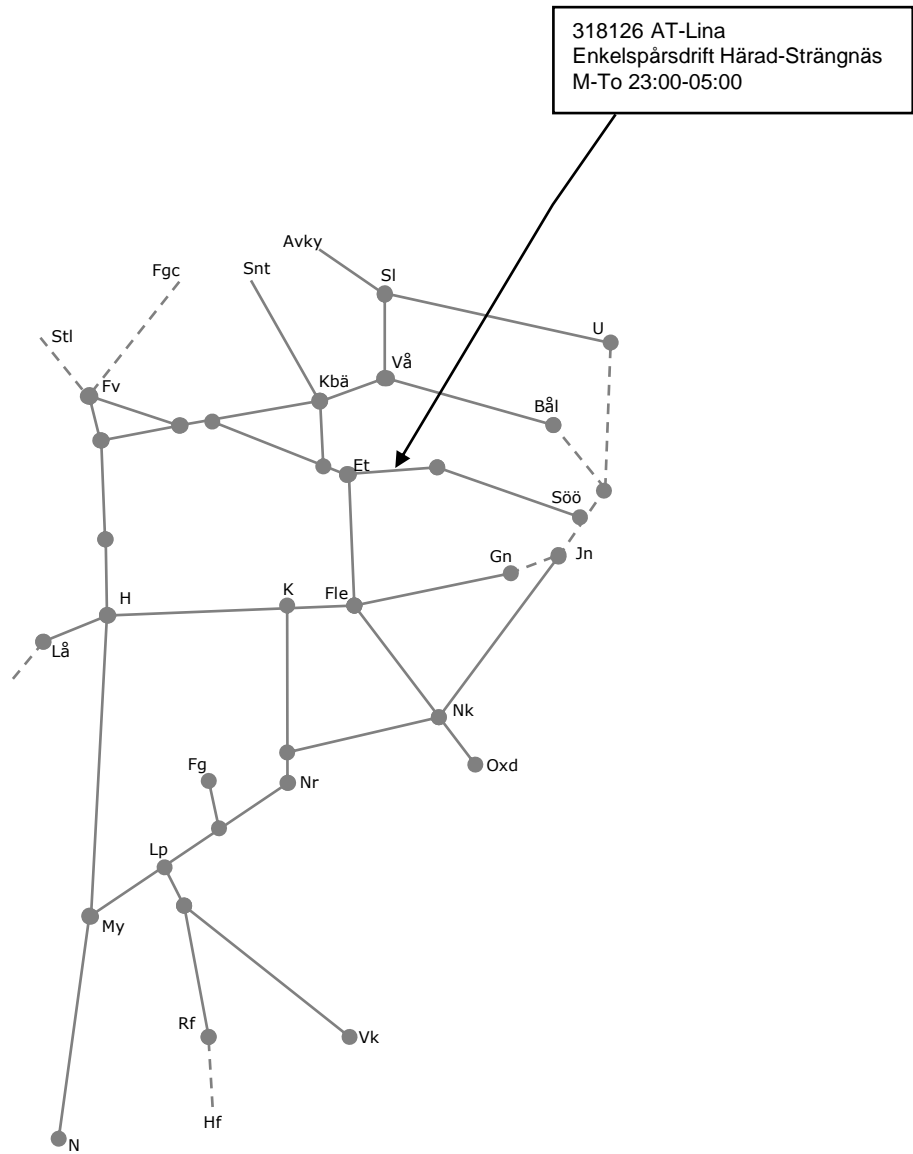 318126 AT-Lina
Enkelspårsdrift Härad-Strängnäs
M-To 23:00-05:00
Avky
Fgc
Snt
Sl
Stl
U
Vå
Kbä
Fv
Bål
Et
Söö
Gn
Jn
K
Fle
H
Lå
Nk
Fg
Oxd
Nr
Lp
My
Rf
Vk
Hf
N